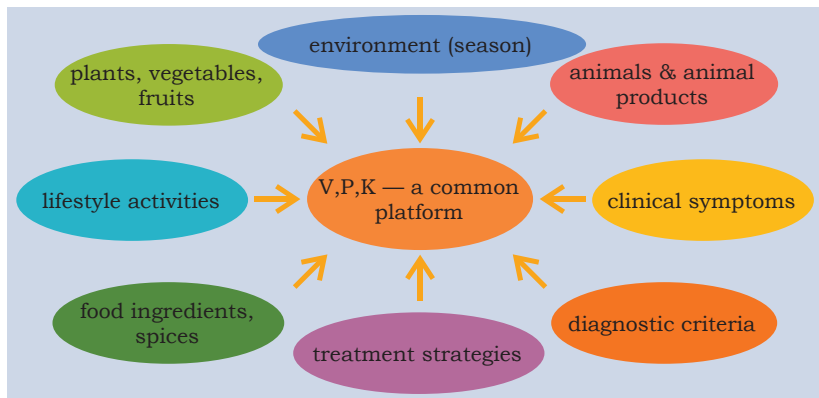 environment (season)
plants, vegetables,
fruits
animals & animal
products
V,P,K — a common
platform
lifestyle activities
clinical symptoms
food ingredients,
spices
treatment strategies
diagnostic criteria